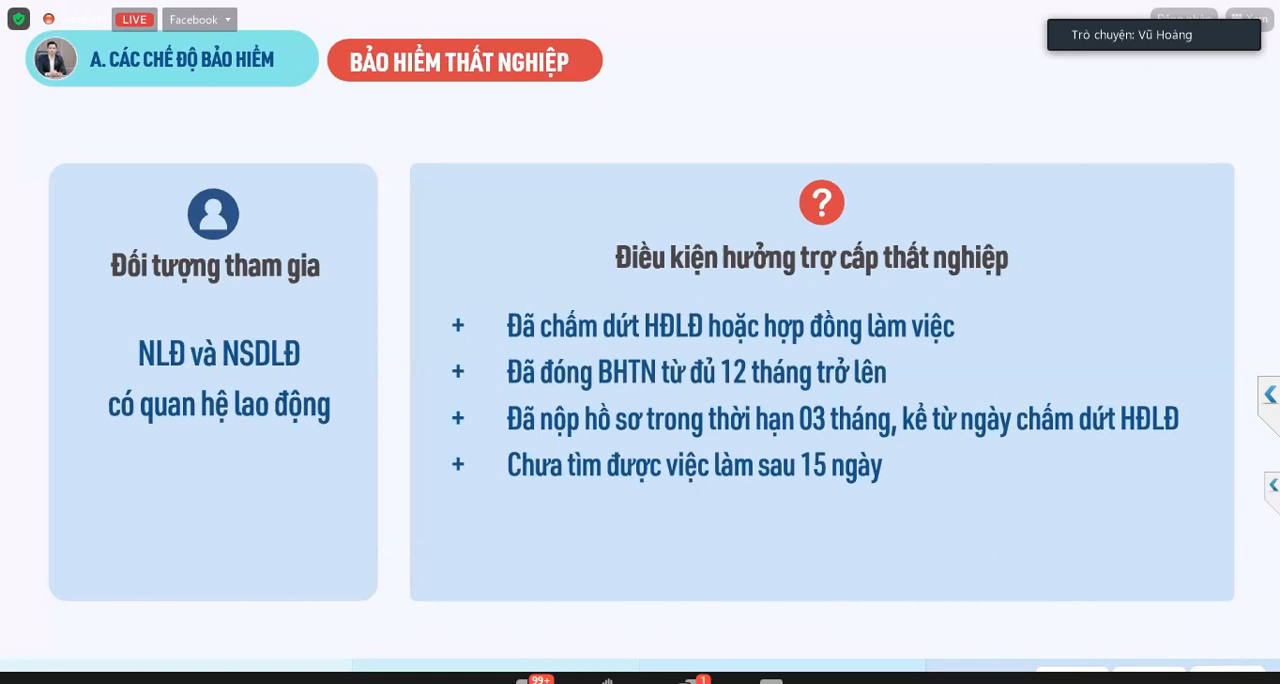 LIVE
Facebook
Trò chuyện: Vũ Hoảng
A. CÁC CHẾ ĐỘ BẢO HIỂM
BẢO HIỂM THẤT NGHIỆP
Đối tượng tham gia
NLĐ và NSDLĐ
có quan hệ lao động
?
Điều kiện hưởng trợ cấp thất nghiệp
+ Đã chấm dứt HĐLĐ hoặc hợp đồng làm việc
+ Đã đóng BHTN từ đủ 12 tháng trở lên
+ Đã nộp hồ sơ trong thời hạn 03 tháng, kể từ ngày chấm dứt HĐLĐ
+ Chưa tìm được việc làm sau 15 ngày
99+
1